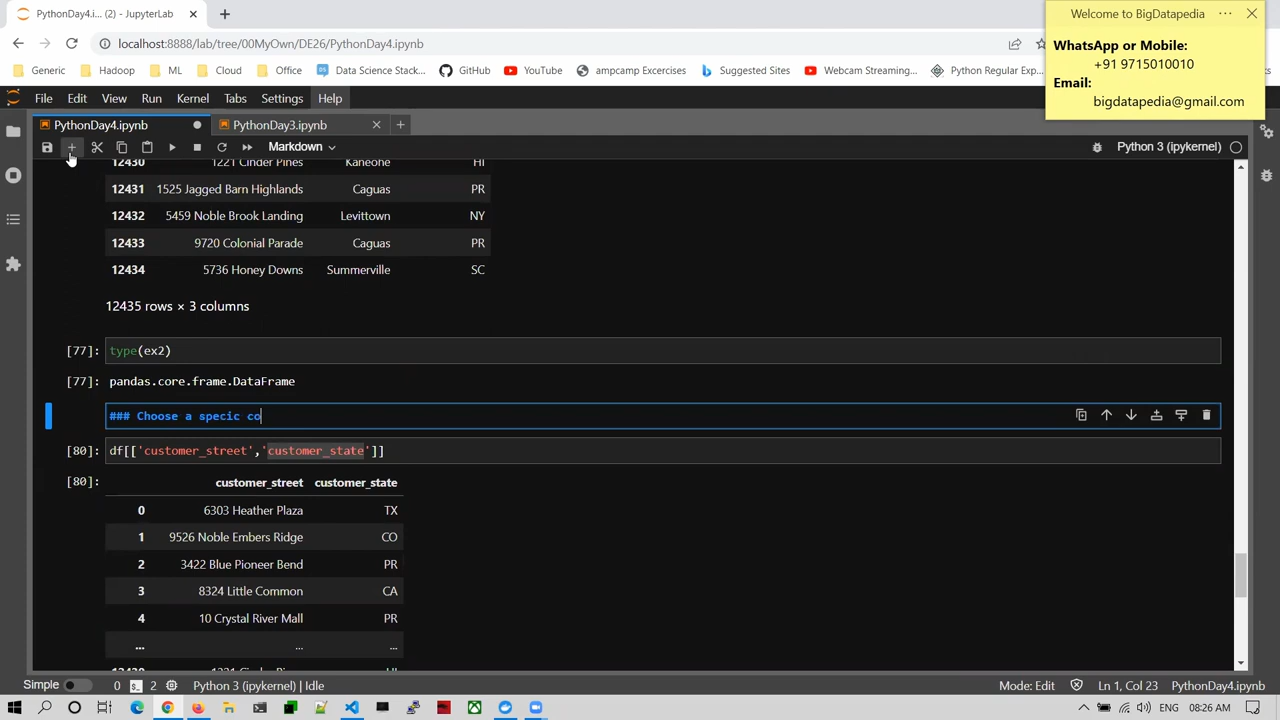 PythonDay4.i... (2) - JupyterLab
Welcome to BigDatapedia
WhatsApp or Mobile:
+91 9715010010
Email:
bigdatapedia@gmail.com
localhost:8888/lab/tree/00MyOwn/DE26/PythonDay4.ipynb
Generic Hadoop ML Cloud Office Data Science Stack... GitHub YouTube ampcamp Excercises Suggested Sites Webcam Streaming... Python Regular Exp...
File Edit View Run Kernel Tabs Settings Help
PythonDay4.ipynb PythonDay3.ipynb
Markdown Python 3 (ipykernel)
12430 1221 Cinder Pines Kaneohe HI
12431 1525 Jagged Barn Highlands Caguas PR
12432 5459 Noble Brook Landing Levittown NY
12433 9720 Colonial Parade Caguas PR
12434 5736 Honey Downs Summerville SC
12435 rows × 3 columns
[77]: type(ex2)
[77]: pandas.core.frame.DataFrame
### Choose a specic co
[80]: df[['customer_street','customer_state']]
[80]: customer_street customer_state
0 6303 Heather Plaza TX
1 9526 Noble Embers Ridge CO
2 3422 Blue Pioneer Bend PR
3 8324 Little Common CA
4 10 Crystal River Mall PR
... ... ...
Simple 0 2 Python 3 (ipykernel) | Idle Mode: Edit Ln 1, Col 23 PythonDay4.ipynb
ENG 08:26 AM